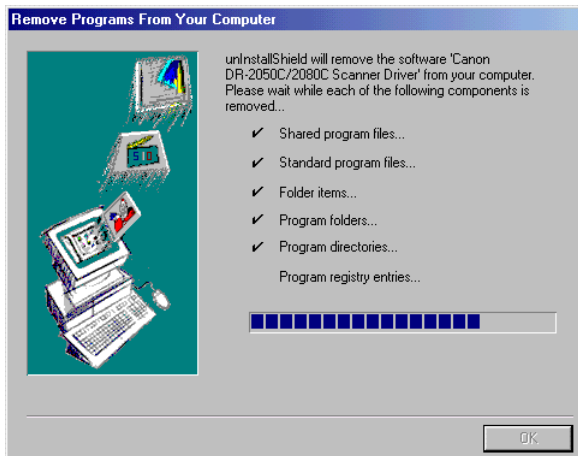 Remove Programs From Your Computer
unInstallShield will remove the software 'Canon
DR-2050C/2080C Scanner Driver' from your computer.
Please wait while each of the following components is
removed...
✔ Shared program files...
✔ Standard program files...
✔ Folder items...
✔ Program folders...
✔ Program directories...
Program registry entries...
OK